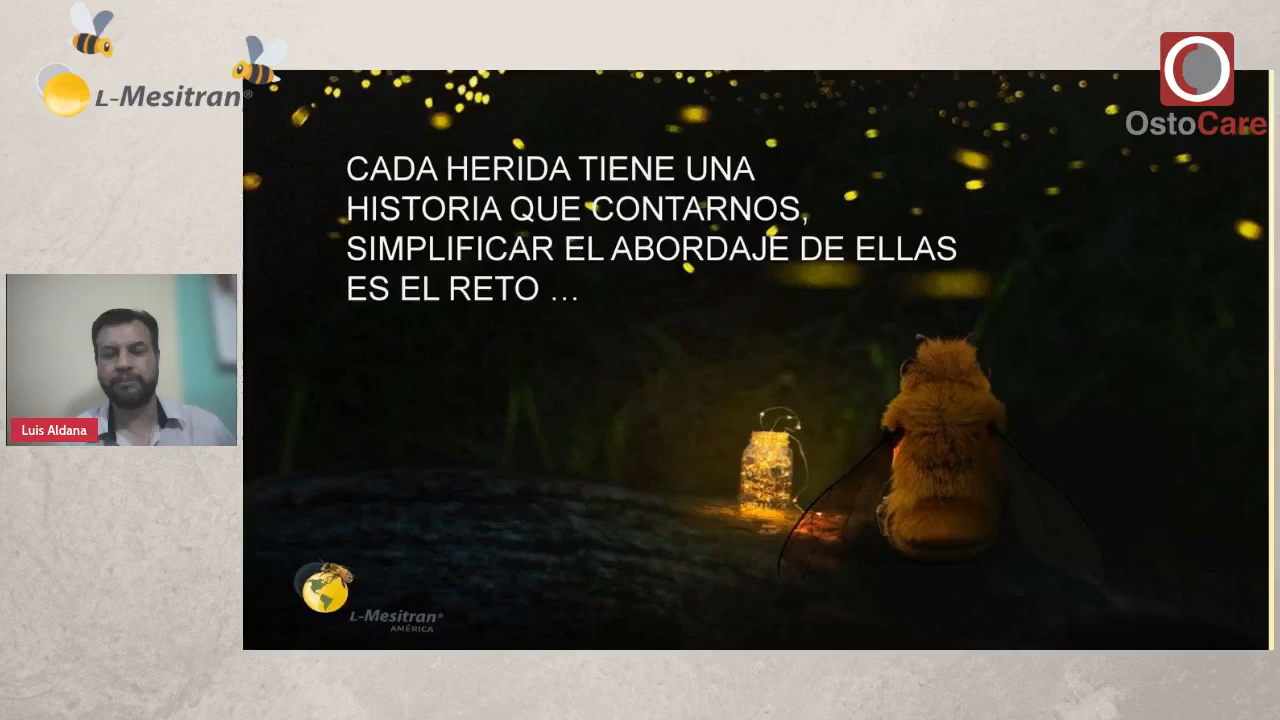 L-Mesitran®
OstoCare
CADA HERIDA TIENE UNA
HISTORIA QUE CONTARNOS,
SIMPLIFICAR EL ABORDAJE DE ELLAS
ES EL RETO ...
Luis Aldana
L-Mesitran®
AMÉRICA